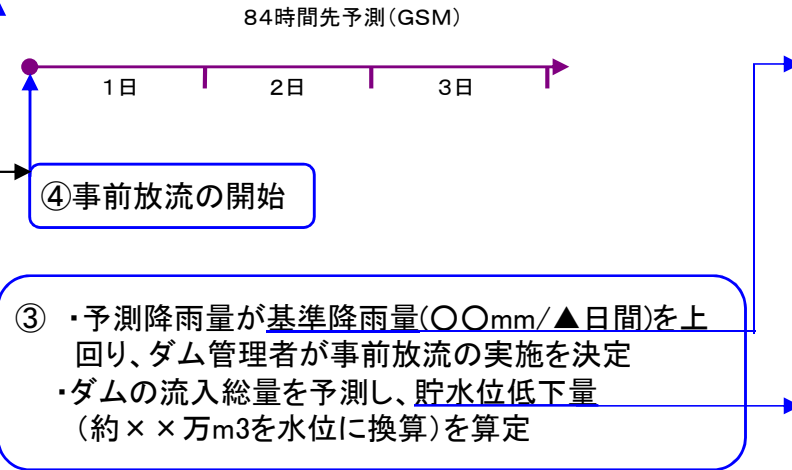 84時間先予測(GSM)
1日 2日 3日
④事前放流の開始
③ ・予測降雨量が基準降雨量(〇〇mm/▲日間)を上
回り、ダム管理者が事前放流の実施を決定
・ダムの流入総量を予測し、貯水位低下量
(約××万m3を水位に換算)を算定